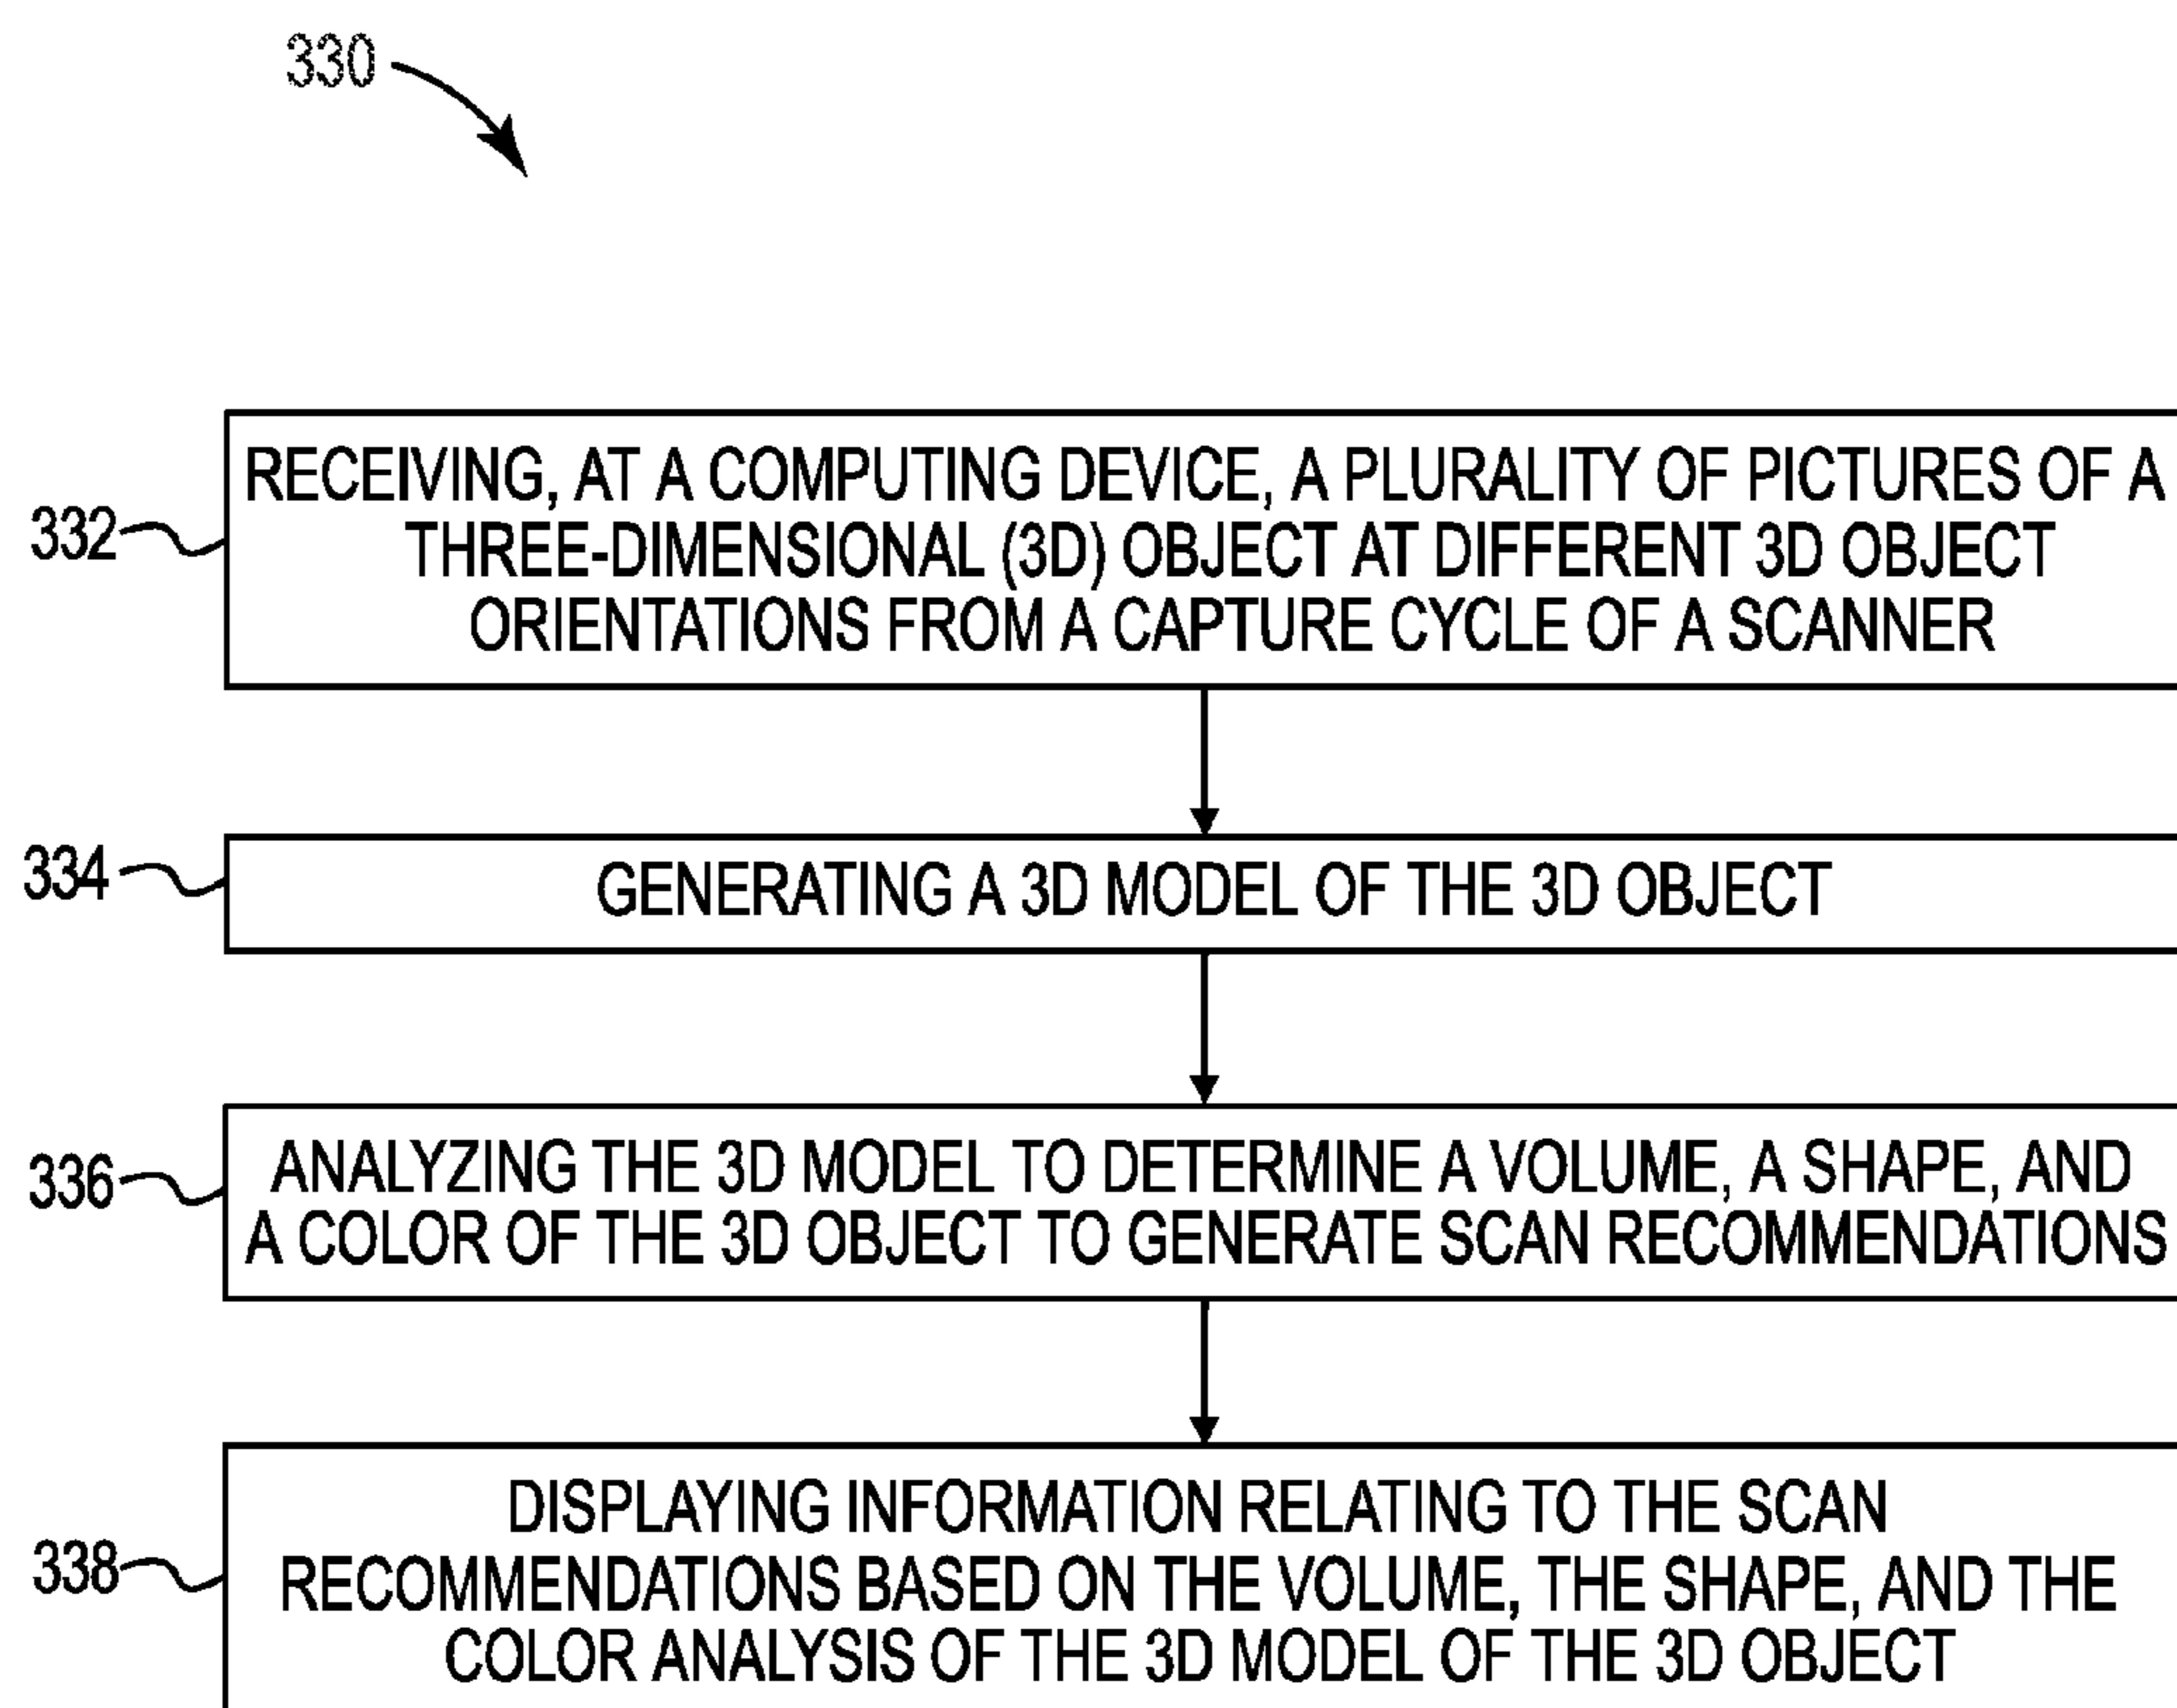 330
332
RECEIVING, AT A COMPUTING DEVICE, A PLURALITY OF PICTURES OF A
THREE-DIMENSIONAL (3D) OBJECT AT DIFFERENT 3D OBJECT
ORIENTATIONS FROM A CAPTURE CYCLE OF A SCANNER
334
GENERATING A 3D MODEL OF THE 3D OBJECT
336
ANALYZING THE 3D MODEL TO DETERMINE A VOLUME, A SHAPE, AND
A COLOR OF THE 3D OBJECT TO GENERATE SCAN RECOMMENDATIONS
338
DISPLAYING INFORMATION RELATING TO THE SCAN
RECOMMENDATIONS BASED ON THE VOLUME, THE SHAPE, AND THE
COLOR ANALYSIS OF THE 3D MODEL OF THE 3D OBJECT